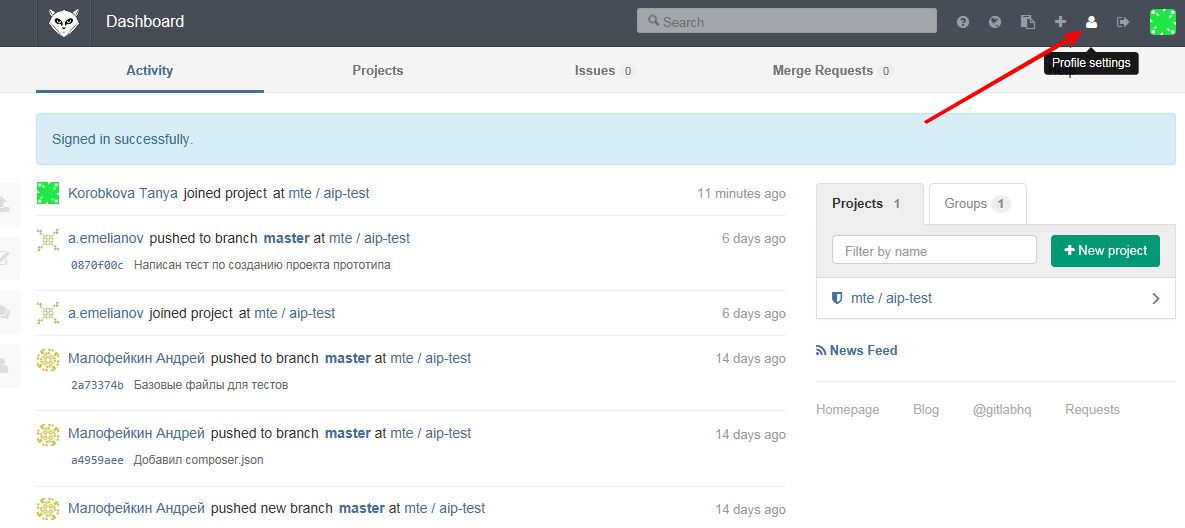 Dashboard
Search
Profile settings
Activity
Projects
Issues 0
Merge Requests 0
Help
Signed in successfully.
Korobkova Tanya joined project at mte / aip-test
11 minutes ago
a.emelianov pushed to branch master at mte / aip-test
6 days ago
0870f00c Написан тест по созданию проекта прототипа
a.emelianov joined project at mte / aip-test
6 days ago
Малофейкин Андрей pushed to branch master at mte / aip-test
14 days ago
2a73374b Базовые файлы для тестов
Малофейкин Андрей pushed to branch master at mte / aip-test
14 days ago
a4959aee Добавил composer.json
Малофейкин Андрей pushed new branch master at mte / aip-test
14 days ago
Projects 1
Groups 1
Filter by name
New project
mte / aip-test
News Feed
Homepage
Blog
@gitlabhq
Requests